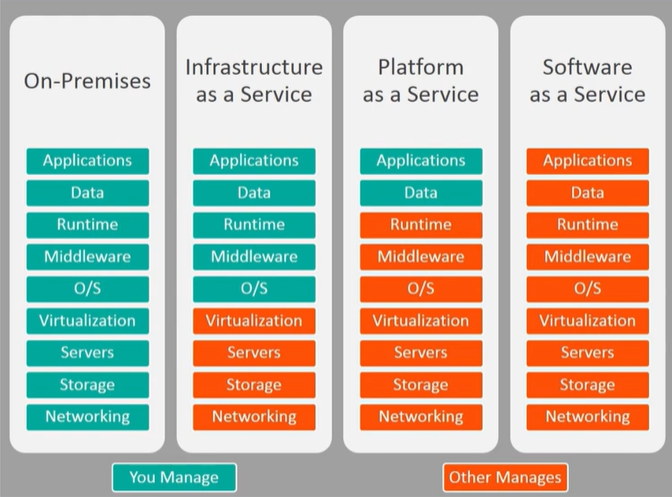 On-Premises
Applications
Data
Runtime
Middleware
O/S
Virtualization
Servers
Storage
Networking
Infrastructure
as a Service
Applications
Data
Runtime
Middleware
O/S
Virtualization
Servers
Storage
Networking
Platform
as a Service
Applications
Data
Runtime
Middleware
O/S
Virtualization
Servers
Storage
Networking
Software
as a Service
Applications
Data
Runtime
Middleware
O/S
Virtualization
Servers
Storage
Networking
You Manage
Other Manages